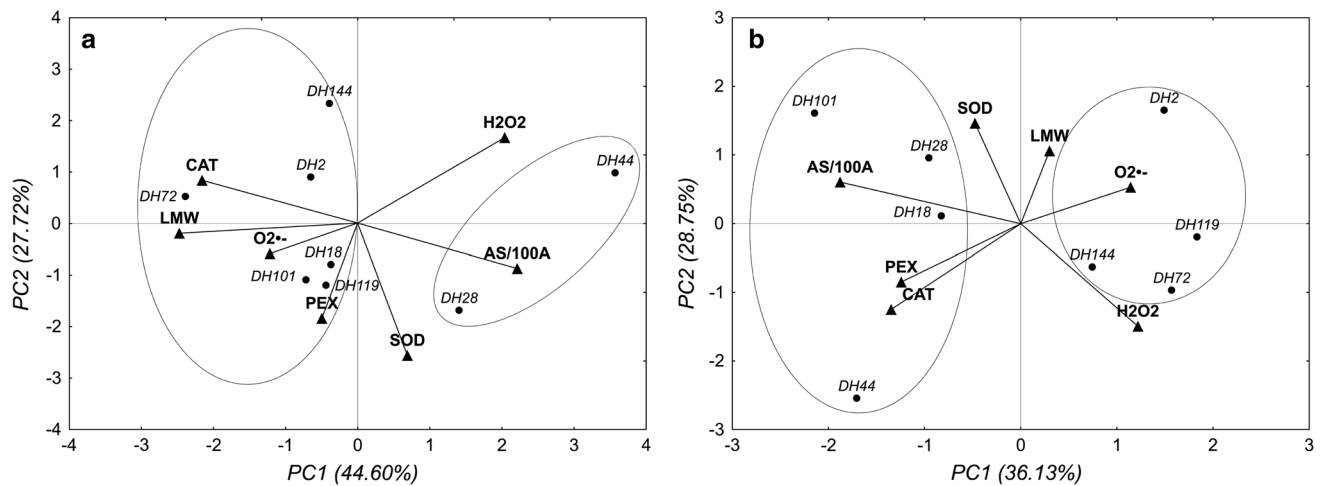 a
4
3
2
1
0
-1
-2
-3
-4
PC2 (27.72%)
DH144
H2O2
DH2
DH44
CAT
DH72
LMW
O2•-
DH18
AS/100A
DH101
DH119
PEX
DH28
SOD
-4 -3 -2 -1 0 1 2 3 4
PC1 (44.60%)
b
3
2
1
0
-1
-2
-3
PC2 (28.75%)
DH101
SOD
DH2
LMW
DH28
AS/100A
O2•-
DH18
DH119
DH144
PEX
DH72
CAT
H2O2
DH44
-3 -2 -1 0 1 2 3
PC1 (36.13%)